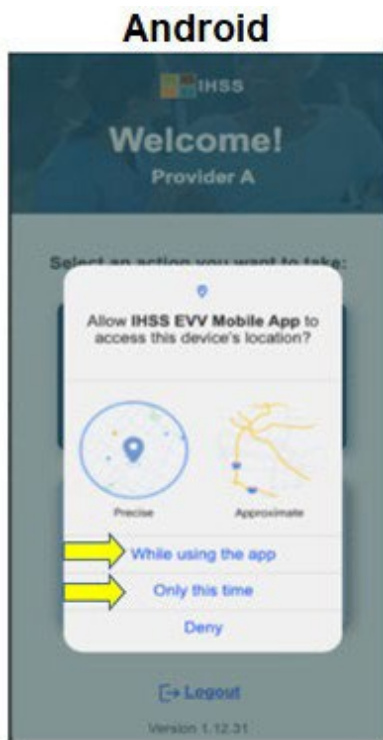 Android
IHSS
Welcome!
Provider A
Select an action you want to take:
Allow IHSS EVV Mobile App to
access this device's location?
Precise
Approximate
While using the app
Only this time
Deny
Logout
Version 1.12.31